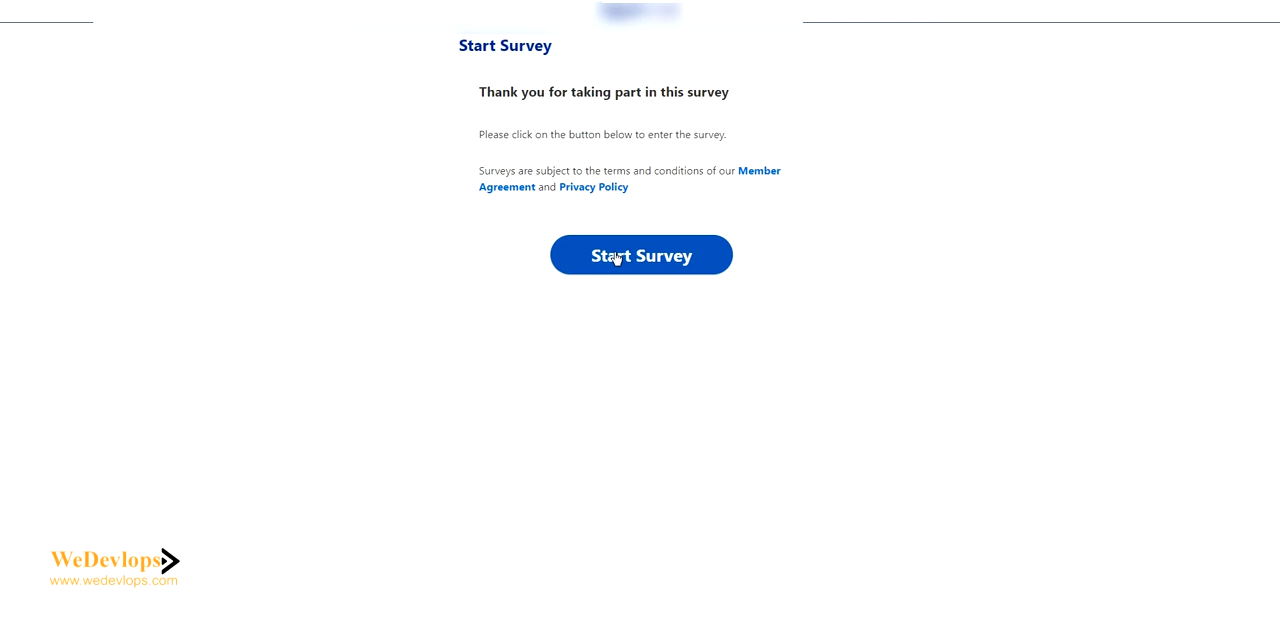 Start Survey
Thank you for taking part in this survey
Please click on the button below to enter the survey.
Surveys are subject to the terms and conditions of our Member
Agreement and Privacy Policy
Start Survey
WeDevlops
www.wedevlops.com